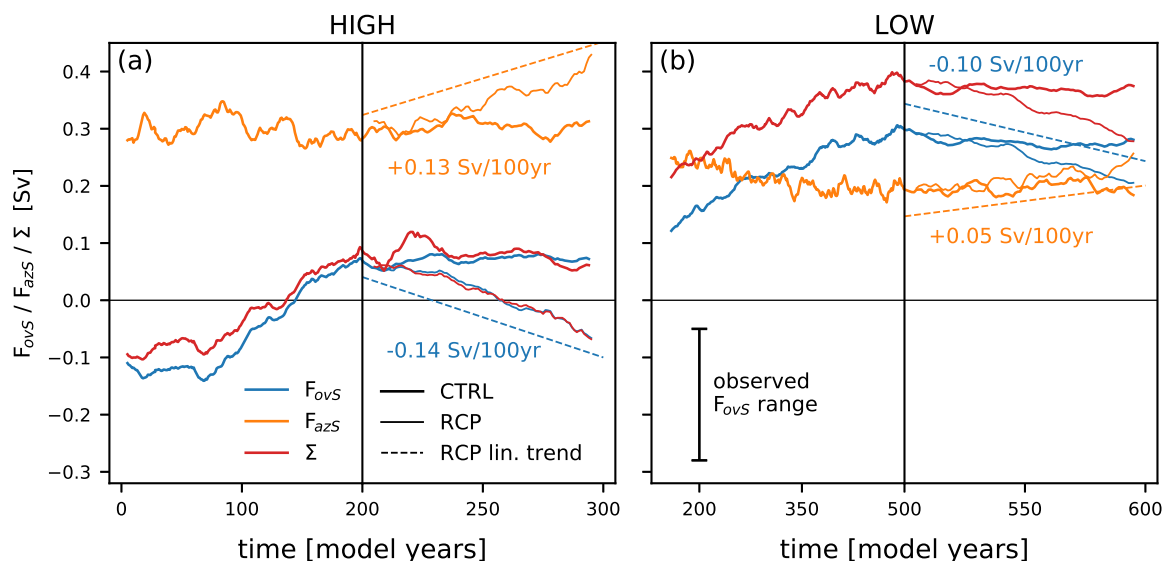 HIGH
LOW
(a)
(b)
F_ovS / F_azS / Σ [Sv]
0.4
0.3
0.2
0.1
0.0
−0.1
−0.2
−0.3
+0.13 Sv/100yr
-0.14 Sv/100yr
F_ovS
F_azS
Σ
CTRL
RCP
RCP lin. trend
-0.10 Sv/100yr
+0.05 Sv/100yr
observed
F_ovS range
0
100
200
250
300
200
350
500
550
600
time [model years]
time [model years]